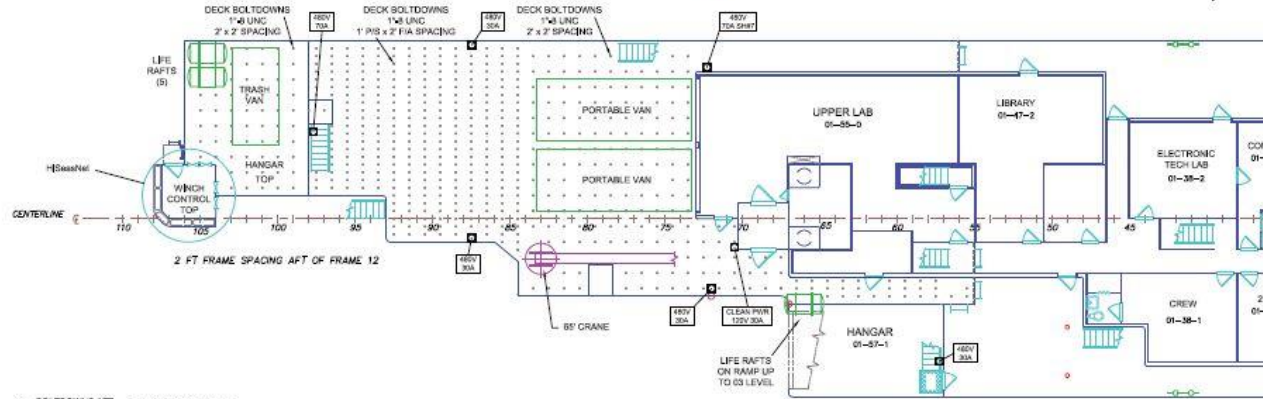 DECK BOLTDOWNS
1"-8 UNC
2' x 2' SPACING
480V
70A
DECK BOLTDOWNS
1"-8 UNC
1' P/S x 2' F/A SPACING
480V
30A
DECK BOLTDOWNS
1"-8 UNC
2' x 2' SPACING
480V
70A SH#7
LIFE
RAFTS
(5)
TRASH
VAN
PORTABLE VAN
UPPER LAB
01-55-0
LIBRARY
01-47-2
ELECTRONIC
TECH LAB
01-38-2
HiSeasNet
HANGAR
TOP
WINCH
CONTROL
TOP
PORTABLE VAN
CENTERLINE
110
105
100
95
90
85
80
75
70
65
60
55
50
45
2 FT FRAME SPACING AFT OF FRAME 12
480V
30A
65' CRANE
480V
30A
CLEAN PWR
120V 30A
HANGAR
01-57-1
480V
30A
CREW
01-38-1
LIFE RAFTS
ON RAMP UP
TO 03 LEVEL